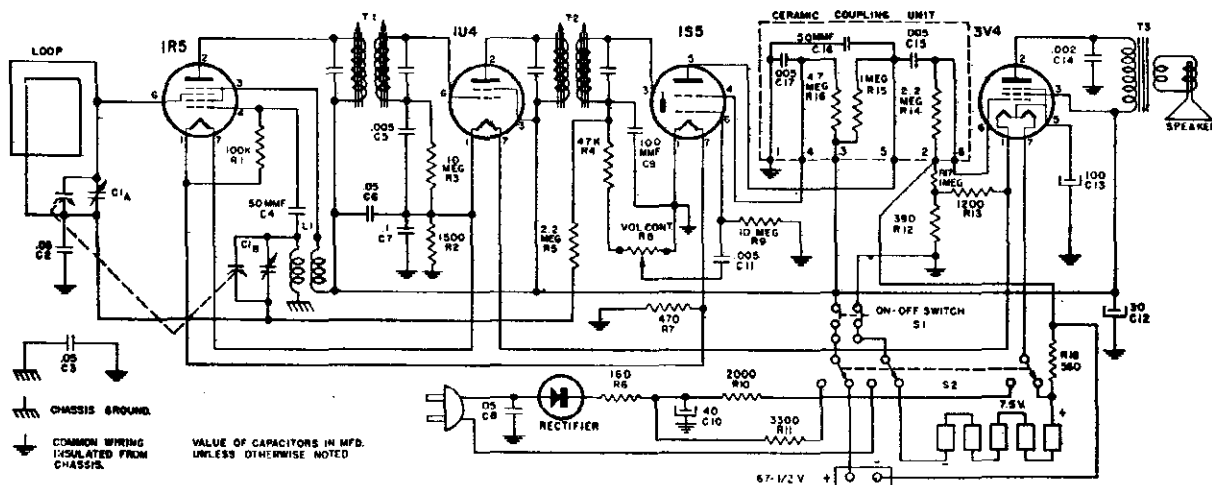 LOOP
1R5
T1
1U4
T2
1S5
CERAMIC COUPLING UNIT
3V4
T3
50MMF
C16
.005
C15
.005
C17
47
MEG
R16
1MEG
R15
2.2
MEG
R14
.002
C14
SPEAKER
100K
R1
50MMF
C4
L1
C1A
C1B
.05
C2
.005
C5
10
MEG
R3
.05
C6
.1
C7
1500
R2
47K
R4
2.2
MEG
R5
100
MMF
C9
VOL.CONT.
R8
10 MEG
R9
.005
C11
R17
1MEG
390
R12
1200
R13
100
C13
30
C12
470
R7
ON-OFF SWITCH
S1
S2
R18
560
7.5V.
+
-
.05
C3
CHASSIS GROUND.
COMMON WIRING
INSULATED FROM
CHASSIS.
VALUE OF CAPACITORS IN MFD.
UNLESS OTHERWISE NOTED
.05
C8
RECTIFIER
160
R6
40
C10
2000
R10
3300
R11
67-1/2 V
+
-